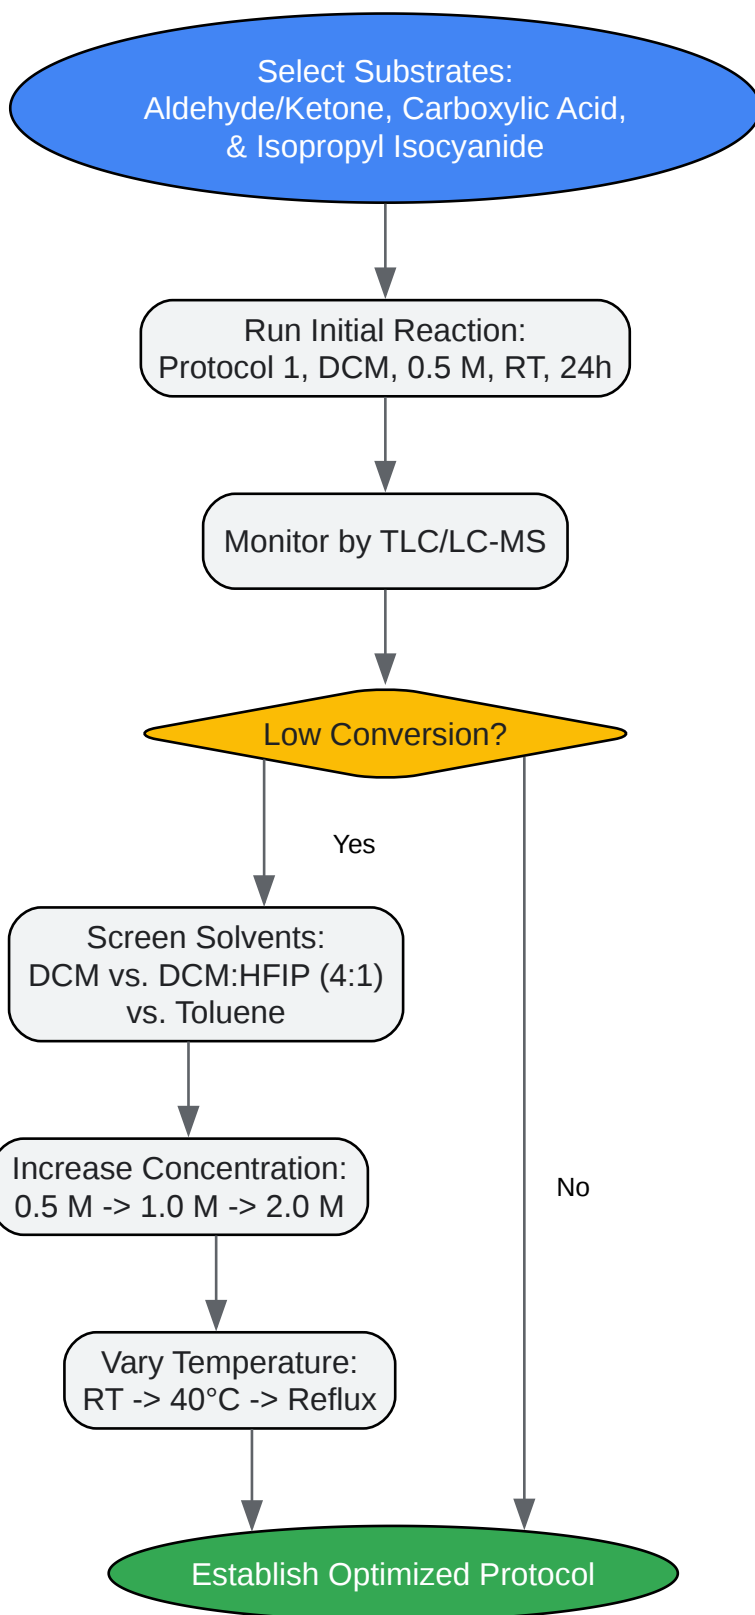 Select Substrates:
Aldehyde/Ketone, Carboxylic Acid,
& Isopropyl Isocyanide
Run Initial Reaction:
Protocol 1, DCM, 0.5 M, RT, 24h
Monitor by TLC/LC-MS
Low Conversion?
Yes
Screen Solvents:
DCM vs. DCM:HFIP (4:1)
vs. Toluene
Increase Concentration:
0.5 M -> 1.0 M -> 2.0 M
No
Vary Temperature:
RT -> 40°C -> Reflux
Establish Optimized Protocol